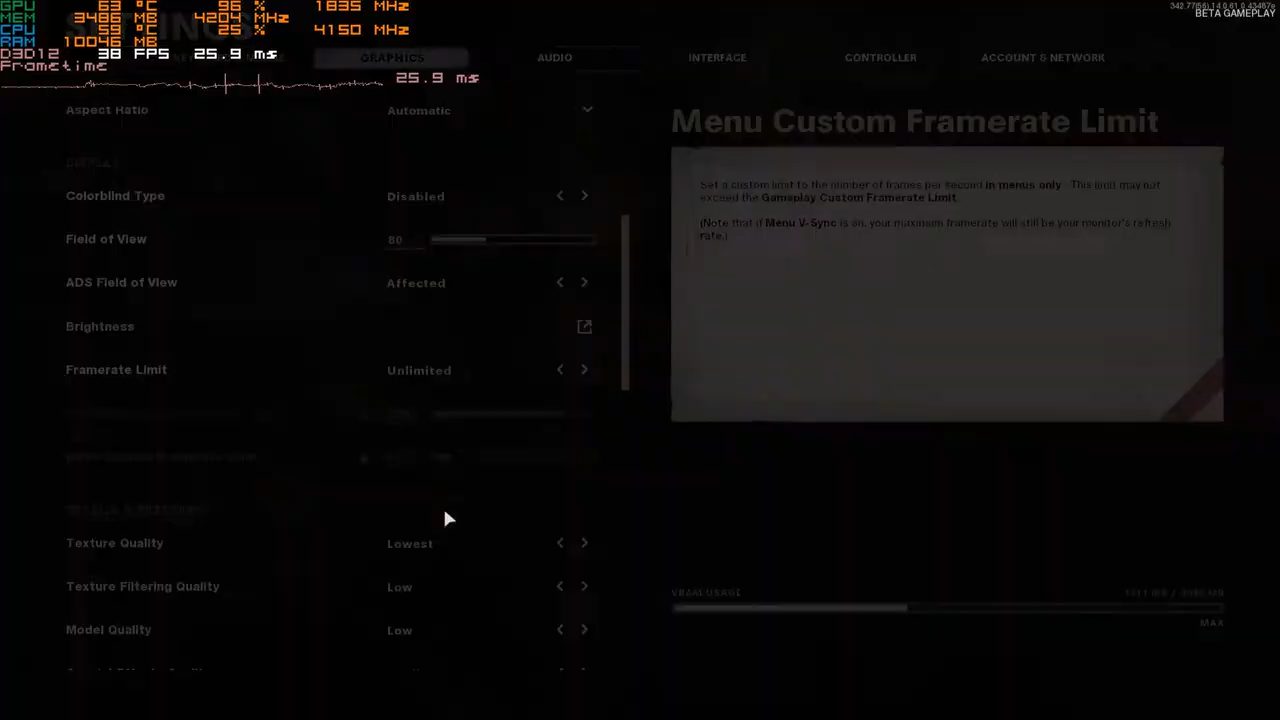 GPU 63 °C 96 % 1835 MHz
MEM 3486 MB 4204 MHz
CPU 59 °C 25 % 4150 MHz
RAM 10046 MB
D3D12 38 FPS 25.9 ms
Frametime
25.9 ms
BETA GAMEPLAY
SETTINGS
GRAPHICS
AUDIO
INTERFACE
CONTROLLER
ACCOUNT & NETWORK
Aspect Ratio Automatic
DISPLAY
Colorblind Type Disabled
Field of View 80
ADS Field of View Affected
Brightness
Framerate Limit Unlimited
Texture Quality Lowest
Texture Filtering Quality Low
Model Quality Low
Menu Custom Framerate Limit
Set a custom limit to the number of frames per second in menus only. This limit may not
exceed the Gameplay Custom Framerate Limit.
(Note that if Menu V-Sync is on, your maximum framerate will still be your monitor's refresh
rate.)
VRAM USAGE
MAX